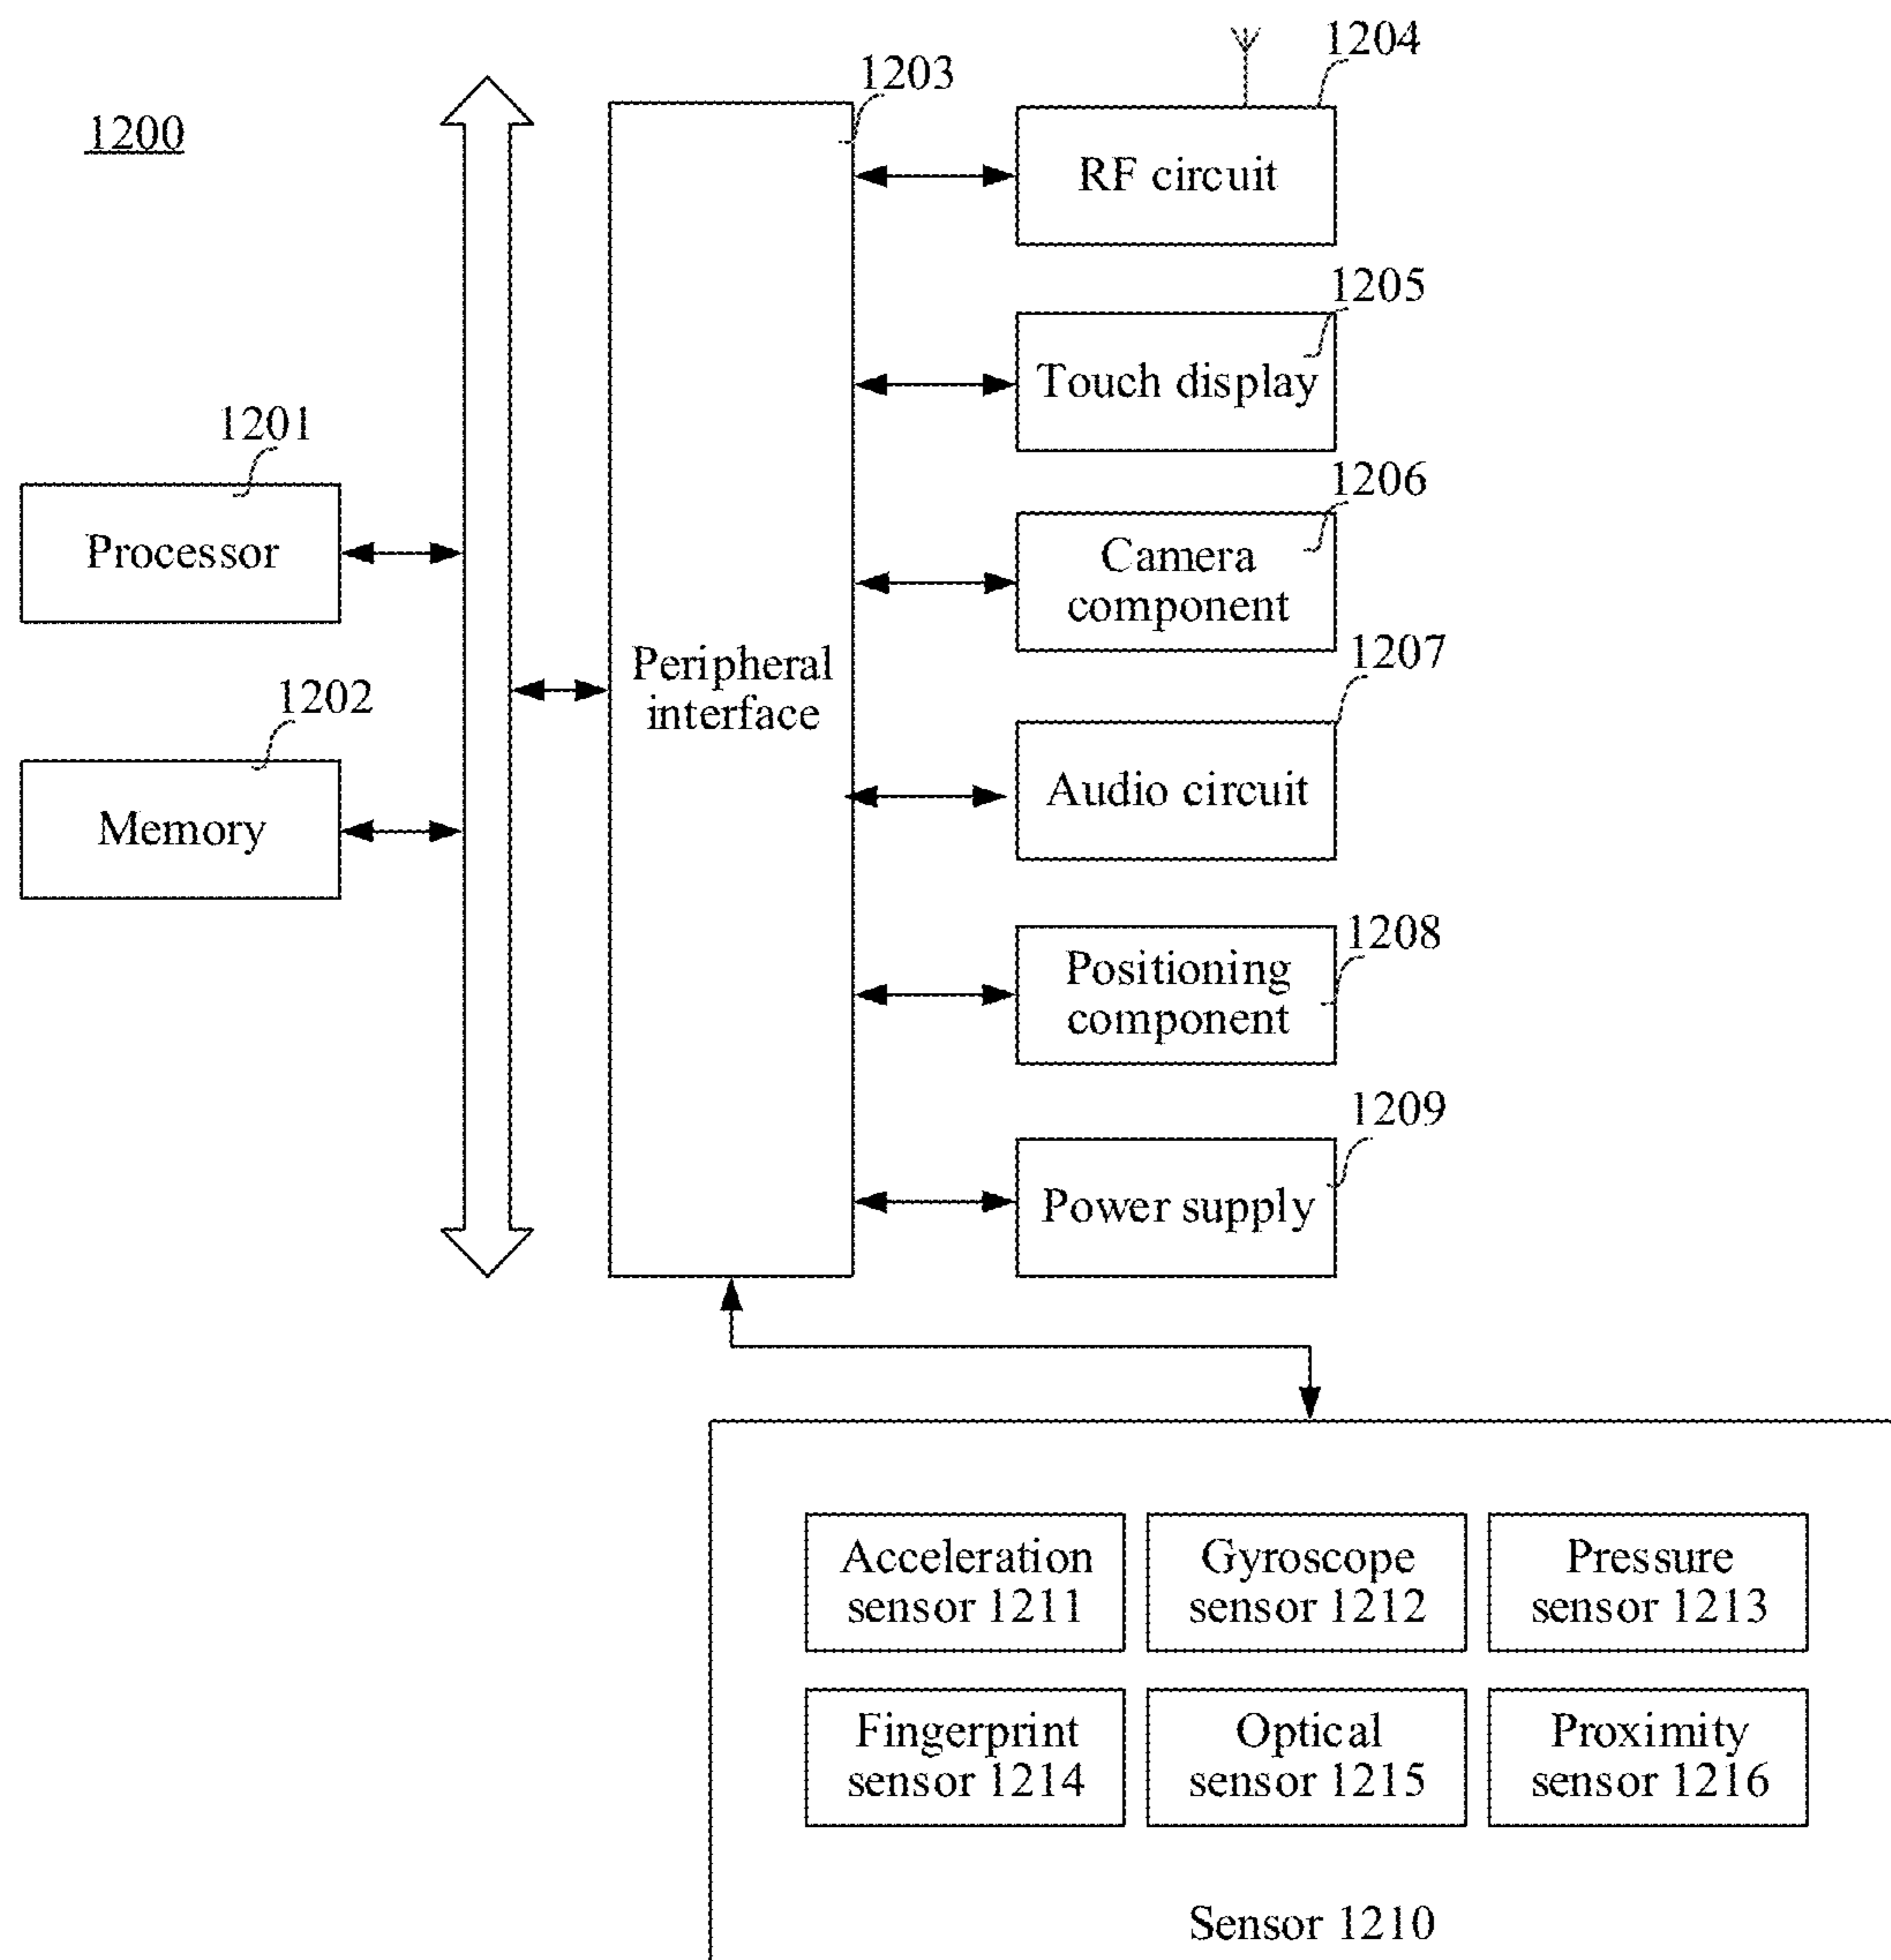 1200
1203
1204
RF circuit
1205
Touch display
1201
Processor
1206
Camera
component
Peripheral
interface
1202
Memory
1207
Audio circuit
1208
Positioning
component
1209
Power supply
Acceleration
sensor 1211
Gyroscope
sensor 1212
Pressure
sensor 1213
Fingerprint
sensor 1214
Optical
sensor 1215
Proximity
sensor 1216
Sensor 1210